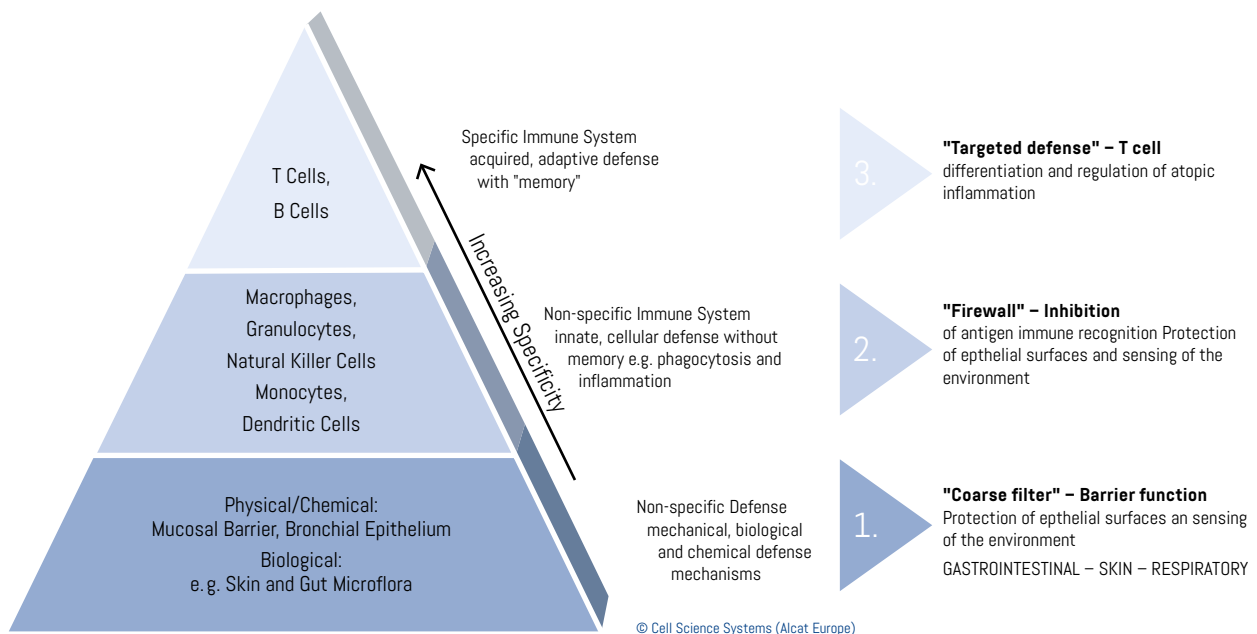 T Cells,
B Cells
Specific Immune System
acquired, adaptive defense
with "memory"
3.
"Targeted defense" – T cell
differentiation and regulation of atopic
inflammation
Increasing Specificity
Macrophages,
Granulocytes,
Natural Killer Cells
Monocytes,
Dendritic Cells
Non-specific Immune System
innate, cellular defense without
memory e.g. phagocytosis and
inflammation
2.
"Firewall" – Inhibition
of antigen immune recognition Protection
of epthelial surfaces and sensing of the
environment
Physical/Chemical:
Mucosal Barrier, Bronchial Epithelium
Biological:
e. g. Skin and Gut Microflora
Non-specific Defense
mechanical, biological
and chemical defense
mechanisms
1.
"Coarse filter" – Barrier function
Protection of epthelial surfaces an sensing
of the environment
GASTROINTESTINAL – SKIN – RESPIRATORY
© Cell Science Systems (Alcat Europe)